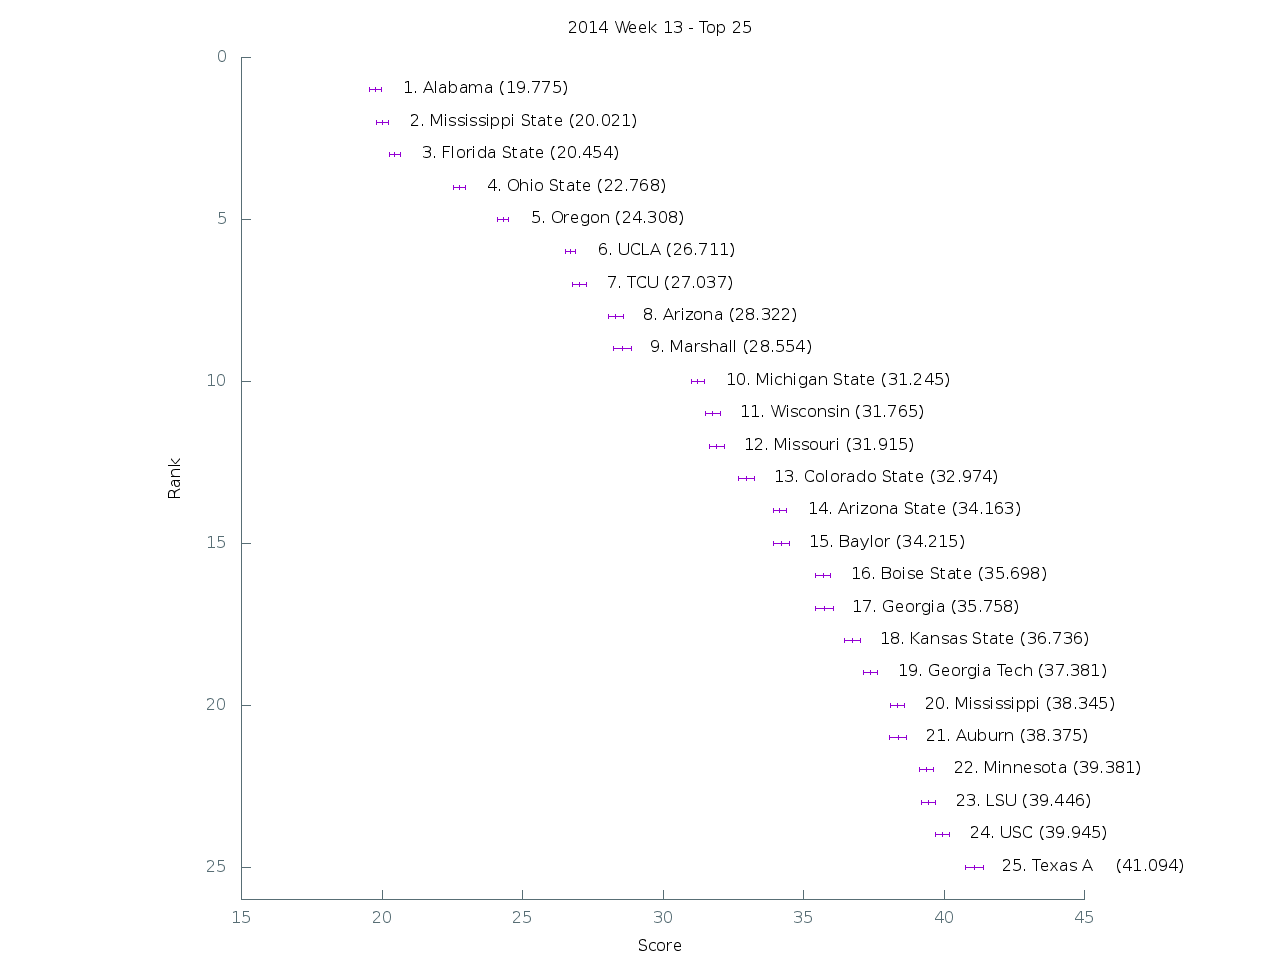 2014 Week 13 - Top 25
0
1. Alabama (19.775)
2. Mississippi State (20.021)
3. Florida State (20.454)
4. Ohio State (22.768)
5
5. Oregon (24.308)
6. UCLA (26.711)
7. TCU (27.037)
8. Arizona (28.322)
9. Marshall (28.554)
10
10. Michigan State (31.245)
11. Wisconsin (31.765)
12. Missouri (31.915)
Rank
13. Colorado State (32.974)
14. Arizona State (34.163)
15
15. Baylor (34.215)
16. Boise State (35.698)
17. Georgia (35.758)
18. Kansas State (36.736)
19. Georgia Tech (37.381)
20
20. Mississippi (38.345)
21. Auburn (38.375)
22. Minnesota (39.381)
23. LSU (39.446)
24. USC (39.945)
25
25. Texas A (41.094)
15 20 25 30 35 40 45
Score